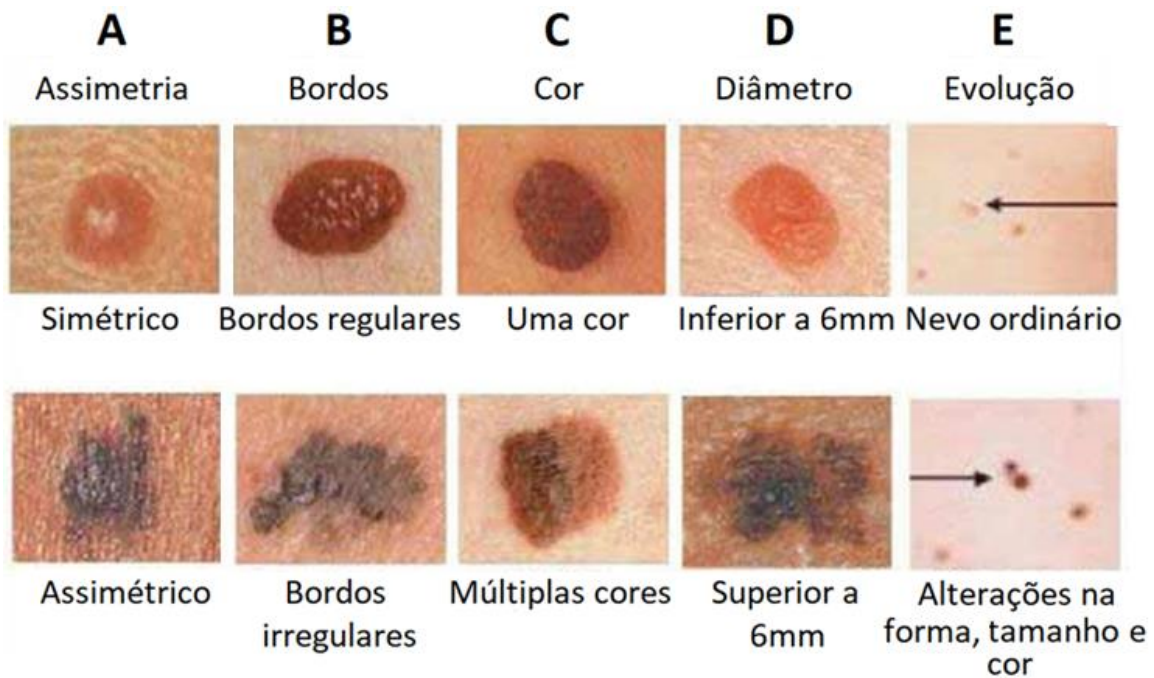 A B C D E
Assimetria Bordos Cor Diâmetro Evolução
Simétrico Bordos regulares Uma cor Inferior a 6mm Nevo ordinário
Assimétrico Bordos Múltiplas cores Superior a Alterações na
irregulares 6mm forma, tamanho e
cor